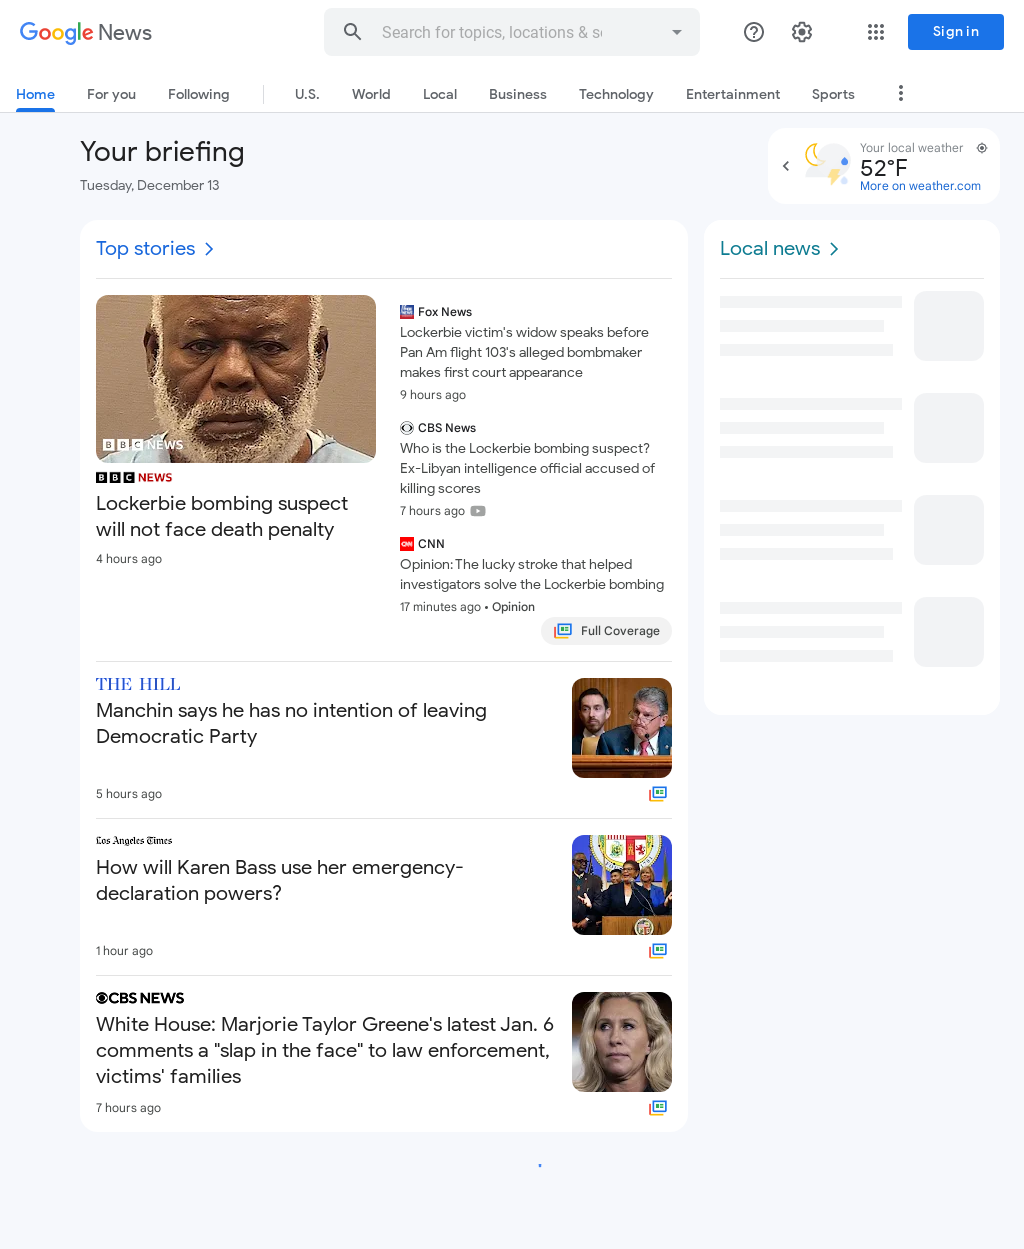 Google News
Search for topics, locations & so
Sign in
Home
For you
Following
U.S.
World
Local
Business
Technology
Entertainment
Sports
Your briefing
Tuesday, December 13
Your local weather
52°F
More on weather.com
Top stories
BBC NEWS
BBC NEWS
Lockerbie bombing suspect
will not face death penalty
4 hours ago
Fox News
Lockerbie victim's widow speaks before
Pan Am flight 103's alleged bombmaker
makes first court appearance
9 hours ago
CBS News
Who is the Lockerbie bombing suspect?
Ex-Libyan intelligence official accused of
killing scores
7 hours ago
CNN
CNN
Opinion: The lucky stroke that helped
investigators solve the Lockerbie bombing
17 minutes ago • Opinion
Full Coverage
THE HILL
Manchin says he has no intention of leaving
Democratic Party
5 hours ago
Los Angeles Times
How will Karen Bass use her emergency-
declaration powers?
1 hour ago
CBS NEWS
White House: Marjorie Taylor Greene's latest Jan. 6
comments a "slap in the face" to law enforcement,
victims' families
7 hours ago
Local news